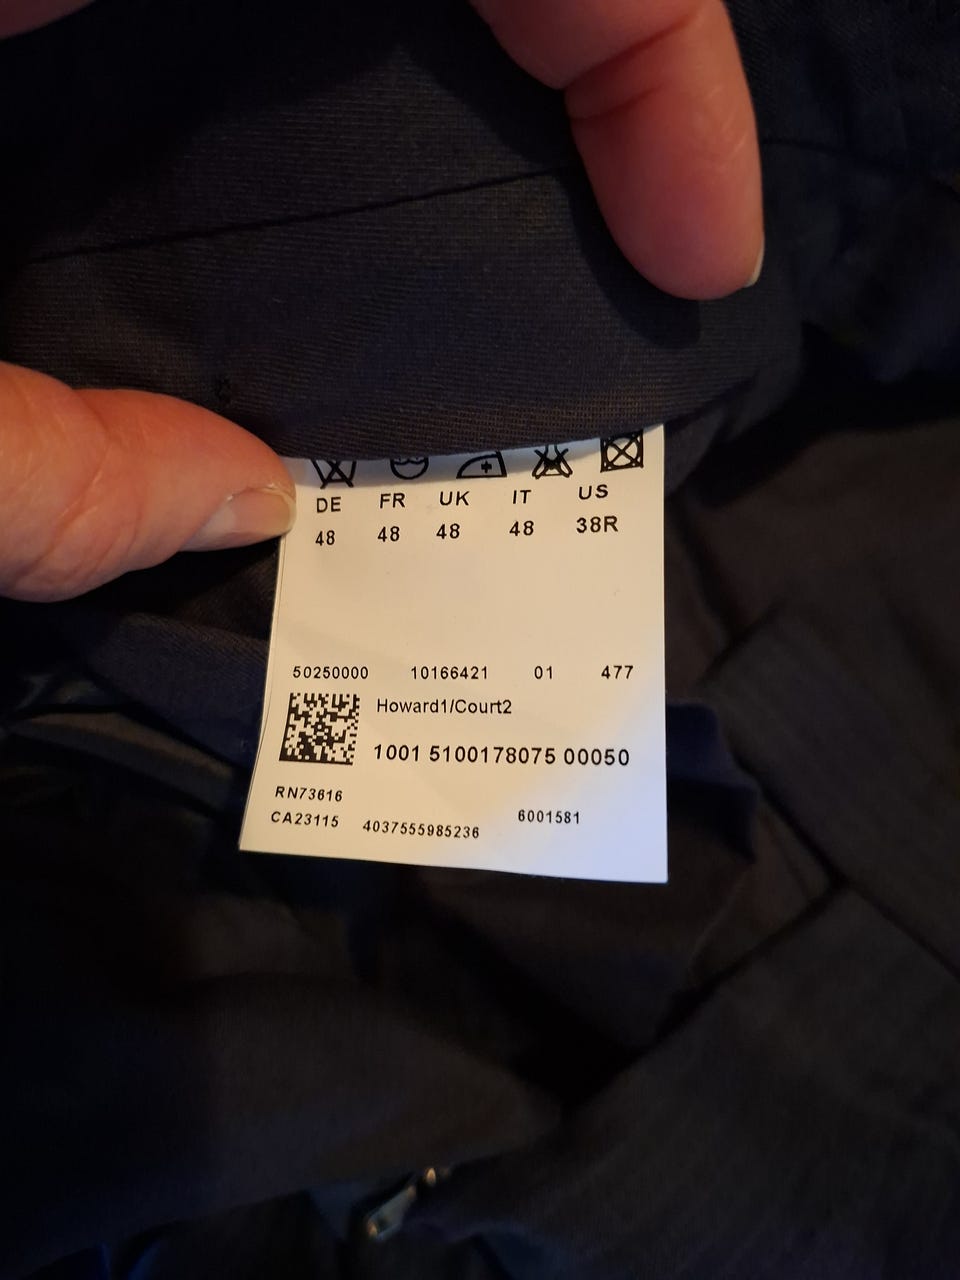 DE FR UK IT US
48 48 48 48 38R
50250000 10166421 01 477
Howard1/Court2
1001 5100178075 00050
RN73616
CA23115 4037555985236 6001581